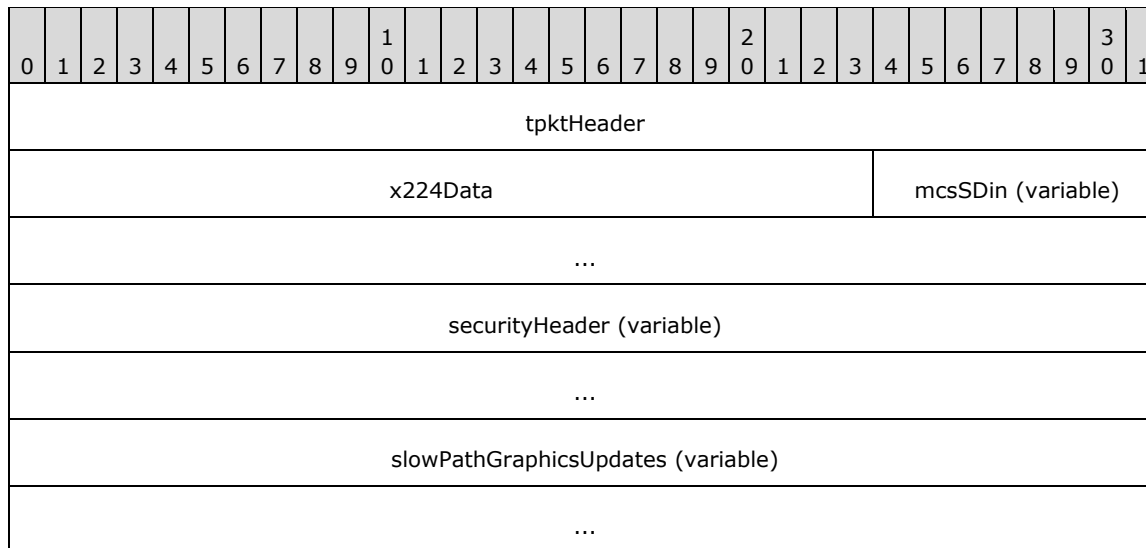 1 2 3
0 1 2 3 4 5 6 7 8 9 0 1 2 3 4 5 6 7 8 9 0 1 2 3 4 5 6 7 8 9 0 1
tpktHeader
x224Data mcsSDin (variable)
...
securityHeader (variable)
...
slowPathGraphicsUpdates (variable)
...